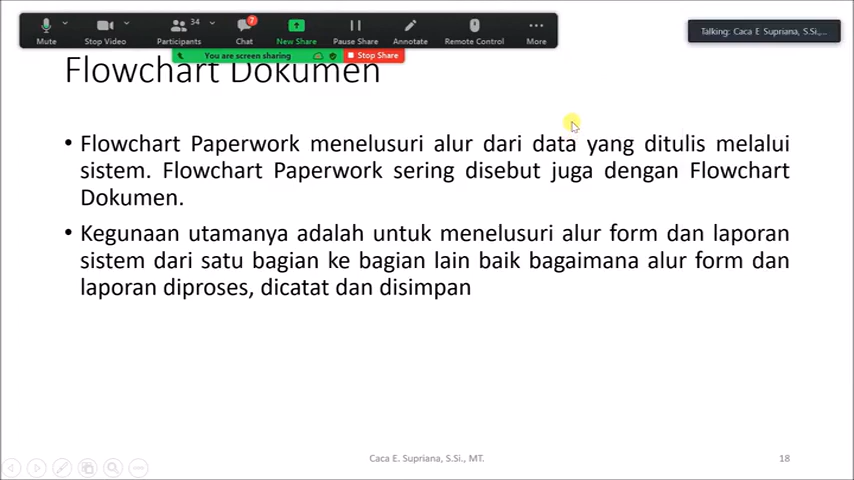 34
7
Mute
Stop Video
Participants
Chat
New Share
Pause Share
Annotate
Remote Control
More
Talking: Caca E Supriana, S.Si,...
You are screen sharing
Stop Share
Flowchart Dokumen
• Flowchart Paperwork menelusuri alur dari data yang ditulis melalui
sistem. Flowchart Paperwork sering disebut juga dengan Flowchart
Dokumen.
• Kegunaan utamanya adalah untuk menelusuri alur form dan laporan
sistem dari satu bagian ke bagian lain baik bagaimana alur form dan
laporan diproses, dicatat dan disimpan
Caca E. Supriana, S.Si., MT.
18